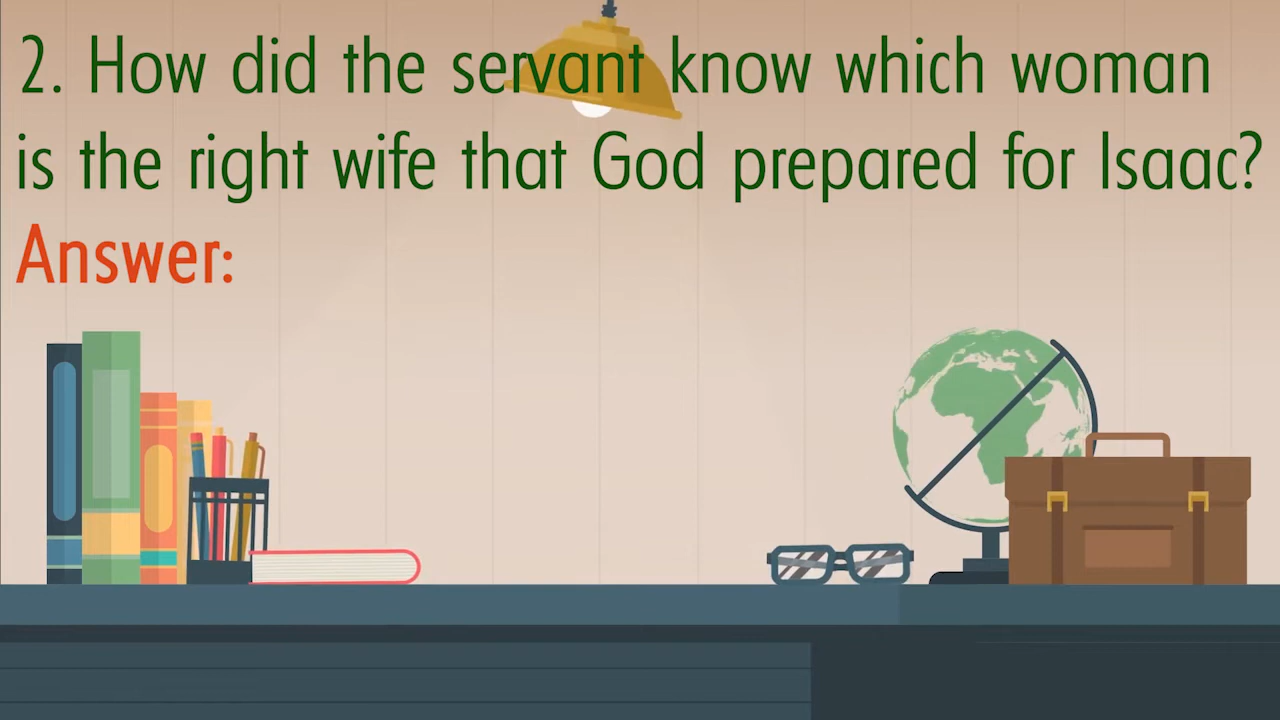 2. How did the servant know which woman
is the right wife that God prepared for Isaac?
Answer: